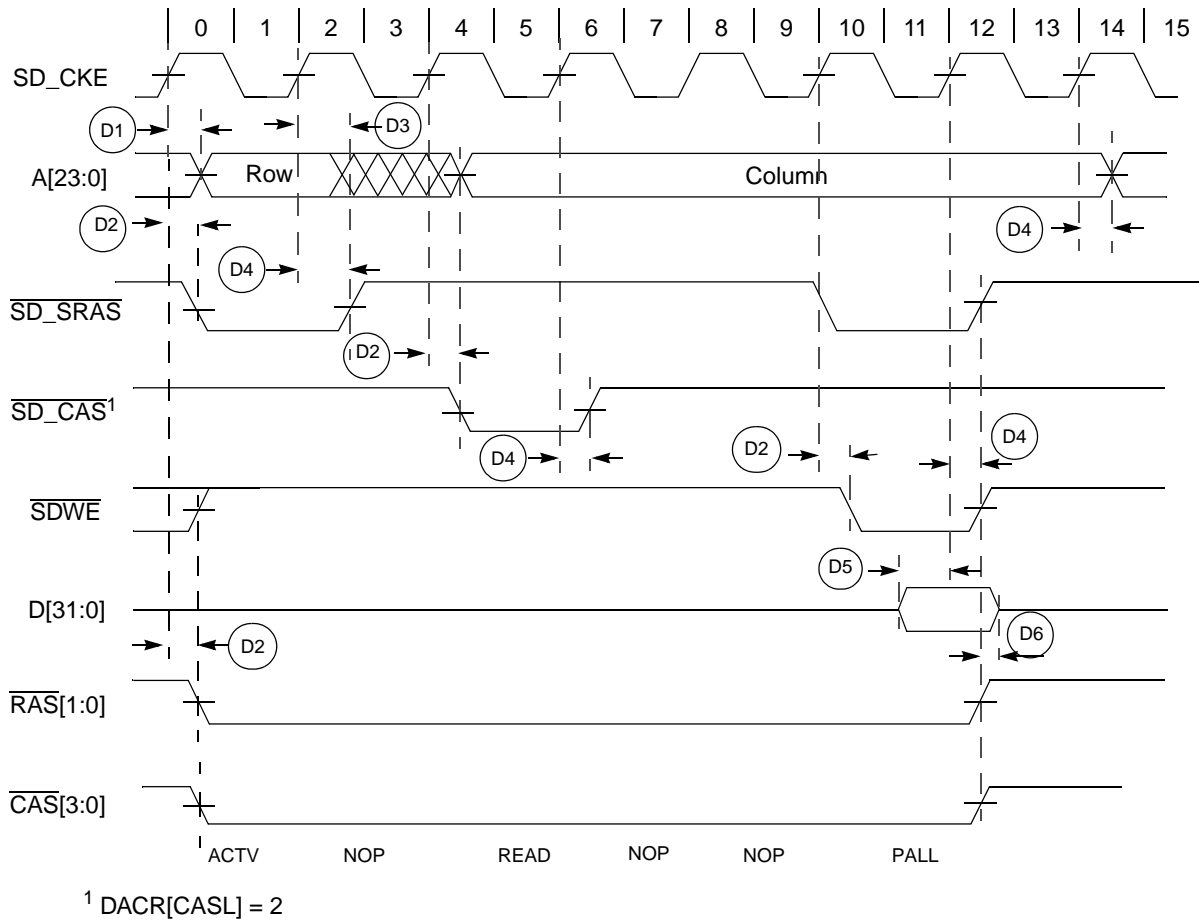 0 1 2 3 4 5 6 7 8 9 10 11 12 13 14 15
SD_CKE
D1
D3
A[23:0]
Row
Column
D2
D4
D4
SD_SRAS
D2
SD_CAS1
D4
D2
D4
SDWE
D5
D[31:0]
D2
D6
RAS[1:0]
CAS[3:0]
ACTV NOP READ NOP NOP PALL
1 DACR[CASL] = 2